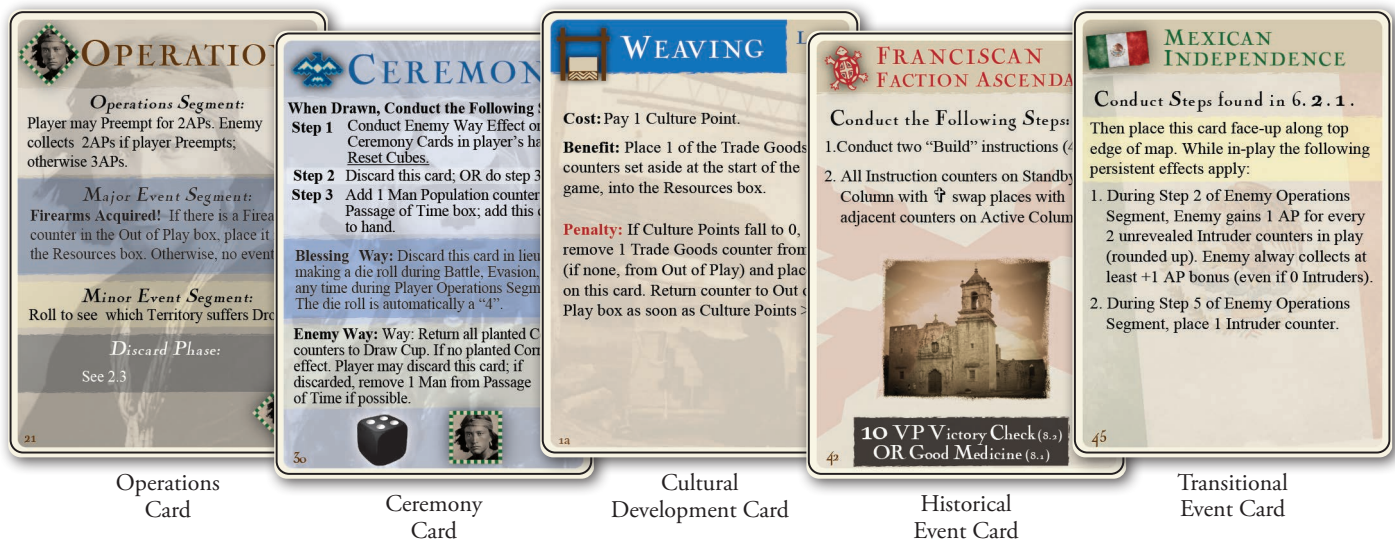 OPERATIO
Operations Segment:
Player may Preempt for 2APs. Enemy
collects 2APs if player Preempts;
otherwise 3APs.
Major Event Segment:
Firearms Acquired! If there is a Firea
counter in the Out of Play box, place it
the Resources box. Otherwise, no event
Minor Event Segment:
Roll to see which Territory suffers Dro
Discard Phase:
See 2.3
21
Operations
Card
CEREMON
When Drawn, Conduct the Following S
Step 1 Conduct Enemy Way Effect on
Ceremony Cards in player's ha
Reset Cubes.
Step 2 Discard this card; OR do step 3
Step 3 Add 1 Man Population counter
Passage of Time box; add this c
to hand.
Blessing Way: Discard this card in lieu
making a die roll during Battle, Evasion,
any time during Player Operations Segm
The die roll is automatically a “4”.
Enemy Way: Way: Return all planted C
counters to Draw Cup. If no planted Corn
effect. Player may discard this card; if
discarded, remove 1 Man from Passage
of Time if possible.
30
Ceremony
Card
WEAVING
L
Cost: Pay 1 Culture Point.
Benefit: Place 1 of the Trade Goods
counters set aside at the start of the
game, into the Resources box.
Penalty: If Culture Points fall to 0,
remove 1 Trade Goods counter from
(if none, from Out of Play) and plac
on this card. Return counter to Out o
Play box as soon as Culture Points >
1a
Cultural
Development Card
FRANCISCAN
FACTION ASCENDA
Conduct the Following Steps:
1.Conduct two “Build” instructions (4
2. All Instruction counters on Standby
Column with ✝ swap places with
adjacent counters on Active Colum
10 VP Victory Check (8.2)
OR Good Medicine (8.1)
42
Historical
Event Card
MEXICAN
INDEPENDENCE
Conduct Steps found in 6.2.1.
Then place this card face-up along top
edge of map. While in-play the following
persistent effects apply:
1. During Step 2 of Enemy Operations
Segment, Enemy gains 1 AP for every
2 unrevealed Intruder counters in play
(rounded up). Enemy alway collects at
least +1 AP bonus (even if 0 Intruders).
2. During Step 5 of Enemy Operations
Segment, place 1 Intruder counter.
45
Transitional
Event Card